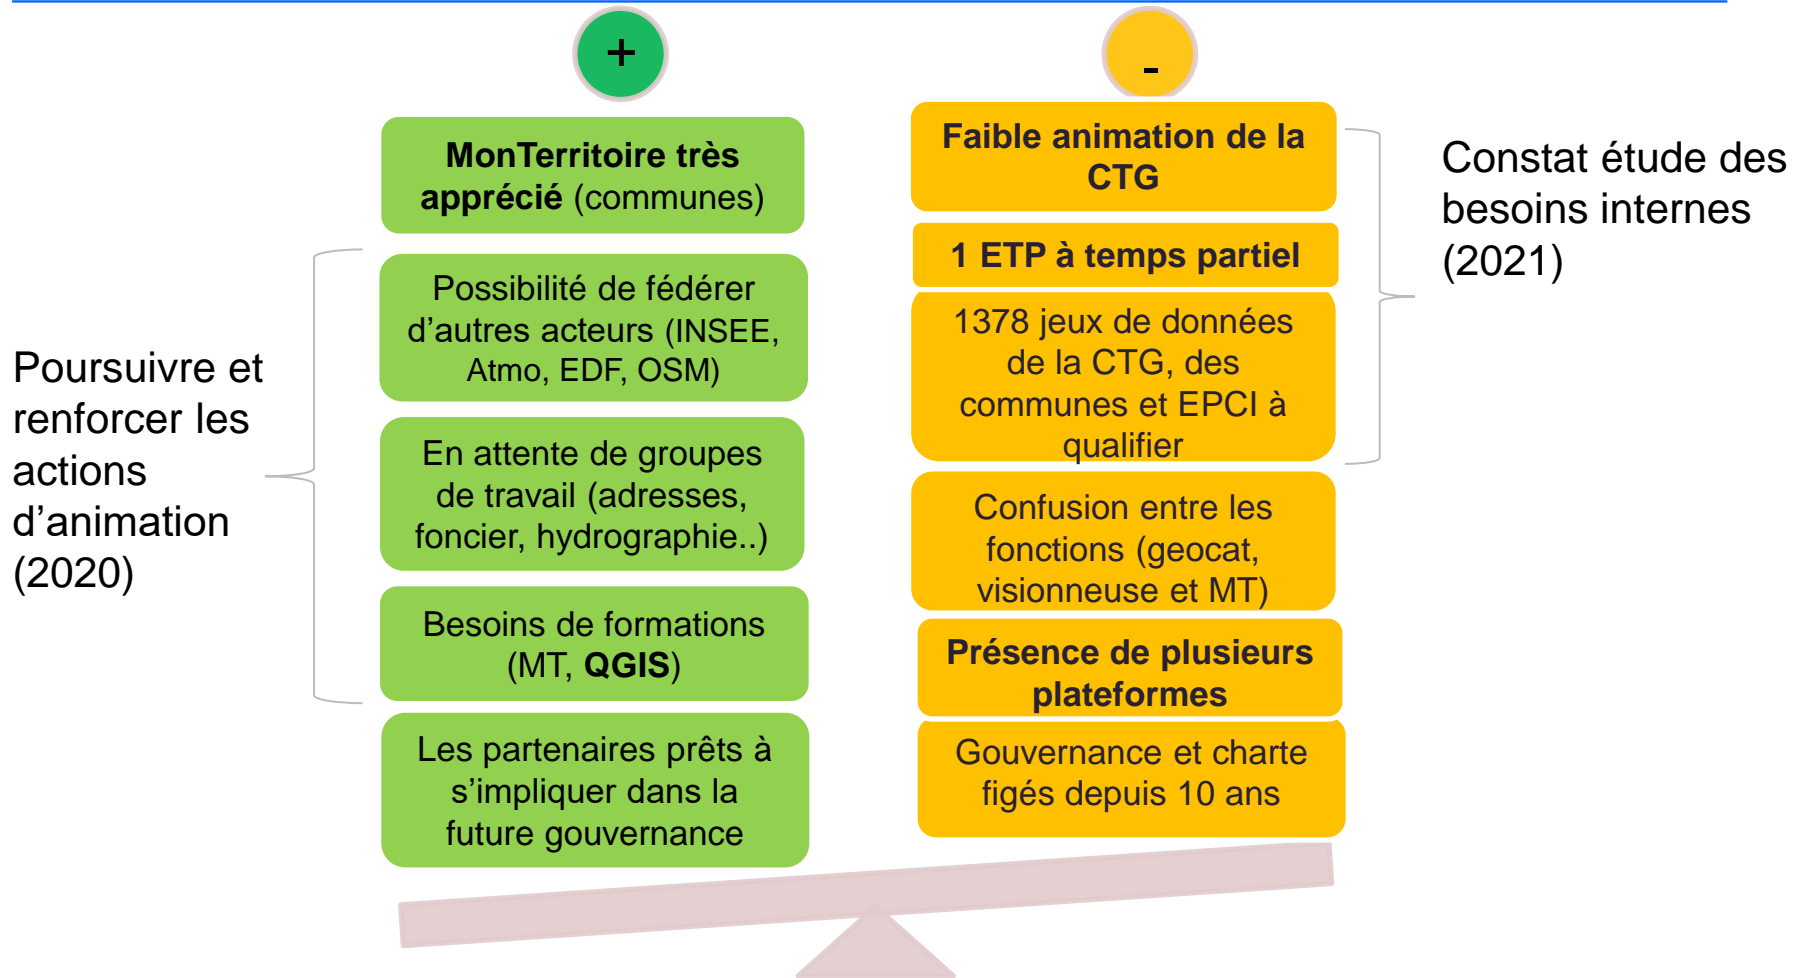 +
MonTerritoire très
apprécié (communes)
Possibilité de fédérer
d’autres acteurs (INSEE,
Atmo, EDF, OSM)
En attente de groupes
de travail (adresses,
foncier, hydrographie..)
Besoins de formations
(MT, QGIS)
Les partenaires prêts à
s’impliquer dans la
future gouvernance
Poursuivre et
renforcer les
actions
d’animation
(2020)
-
Faible animation de la
CTG
1 ETP à temps partiel
1378 jeux de données
de la CTG, des
communes et EPCI à
qualifier
Confusion entre les
fonctions (geocat,
visionneuse et MT)
Présence de plusieurs
plateformes
Gouvernance et charte
figés depuis 10 ans
Constat étude des
besoins internes
(2021)